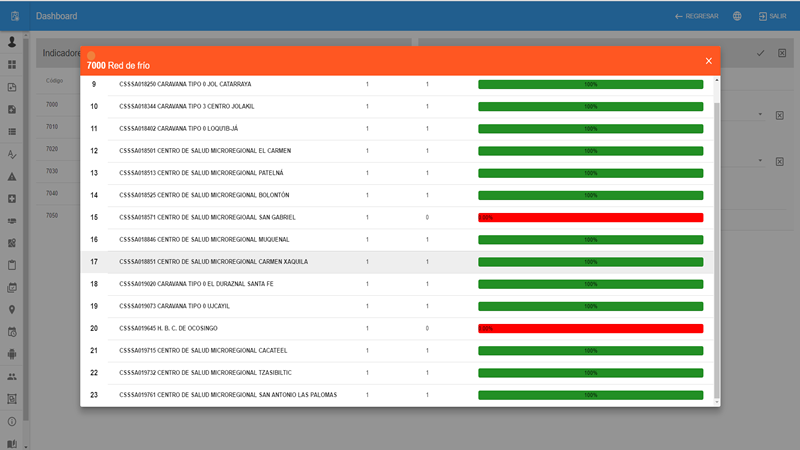 Dashboard REGRESAR SALIR
Indicadore
7000 Red de frío
Código
9 CSSSA018250 CARAVANA TIPO 0 JOL CATARRAYA 1 1 100%
7000 10 CSSSA018344 CARAVANA TIPO 3 CENTRO JOLAKIL 1 1 100%
7010 11 CSSSA018402 CARAVANA TIPO 0 LOQU'IB-JÁ 1 1 100%
7020 12 CSSSA018501 CENTRO DE SALUD MICROREGIONAL EL CARMEN 1 1 100%
7030 13 CSSSA018513 CENTRO DE SALUD MICROREGIONAL PATELNÁ 1 1 100%
7040 14 CSSSA018525 CENTRO DE SALUD MICROREGIONAL BOLONTÓN 1 1 100%
7050 15 CSSSA018571 CENTRO DE SALUD MICROREGIOAAL SAN GABRIEL 1 0 0.00%
16 CSSSA018846 CENTRO DE SALUD MICROREGIONAL MUQUENAL 1 1 100%
17 CSSSA018851 CENTRO DE SALUD MICROREGIONAL CARMEN XAQUILA 1 1 100%
18 CSSSA019020 CARAVANA TIPO 0 EL DURAZNAL SANTA FE 1 1 100%
19 CSSSA019073 CARAVANA TIPO 0 UJCAYIL 1 1 100%
20 CSSSA019645 H. B. C. DE OCOSINGO 1 0 0.00%
21 CSSSA019715 CENTRO DE SALUD MICROREGIONAL CACATEEL 1 1 100%
22 CSSSA019732 CENTRO DE SALUD MICROREGIONAL TZASIBILTIC 1 1 100%
23 CSSSA019761 CENTRO DE SALUD MICROREGIONAL SAN ANTONIO LAS PALOMAS 1 1 100%